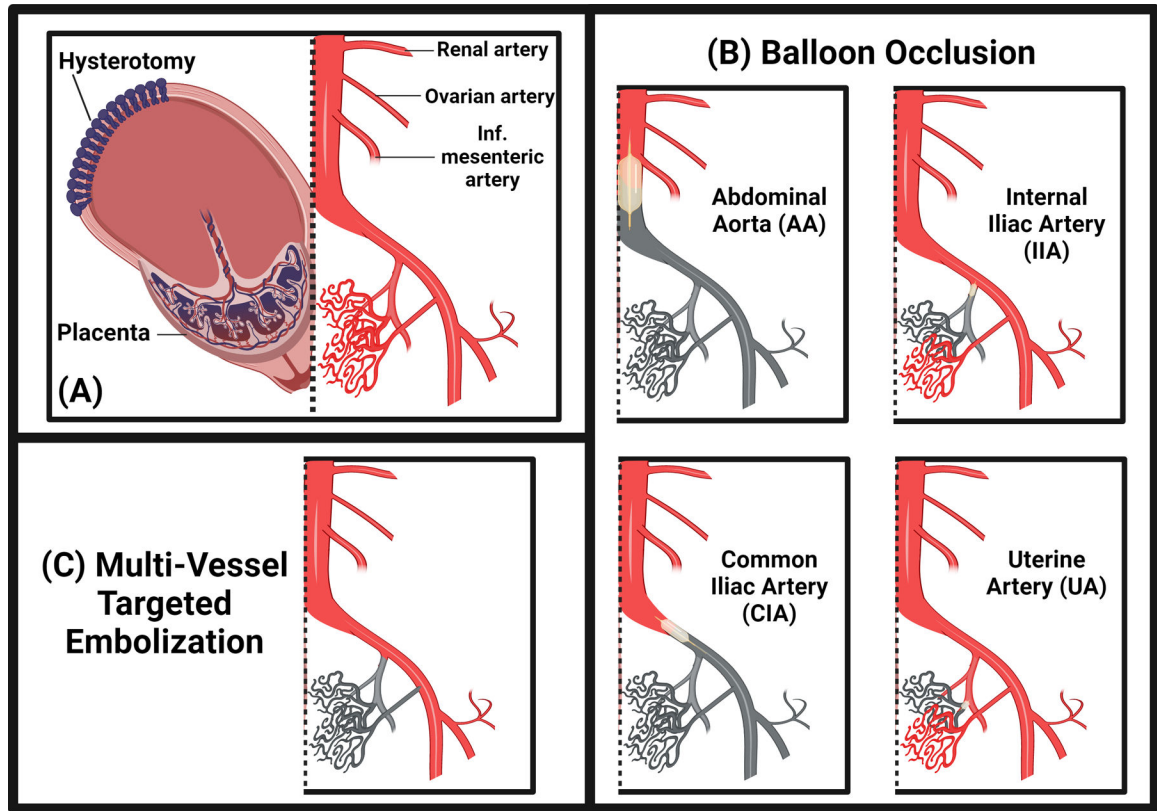 Hysterotomy
Placenta
(A)
Renal artery
Ovarian artery
Inf.
mesenteric
artery
(B) Balloon Occlusion
Abdominal
Aorta (AA)
Internal
Iliac Artery
(IIA)
Common
Iliac Artery
(CIA)
Uterine
Artery (UA)
(C) Multi-Vessel
Targeted
Embolization